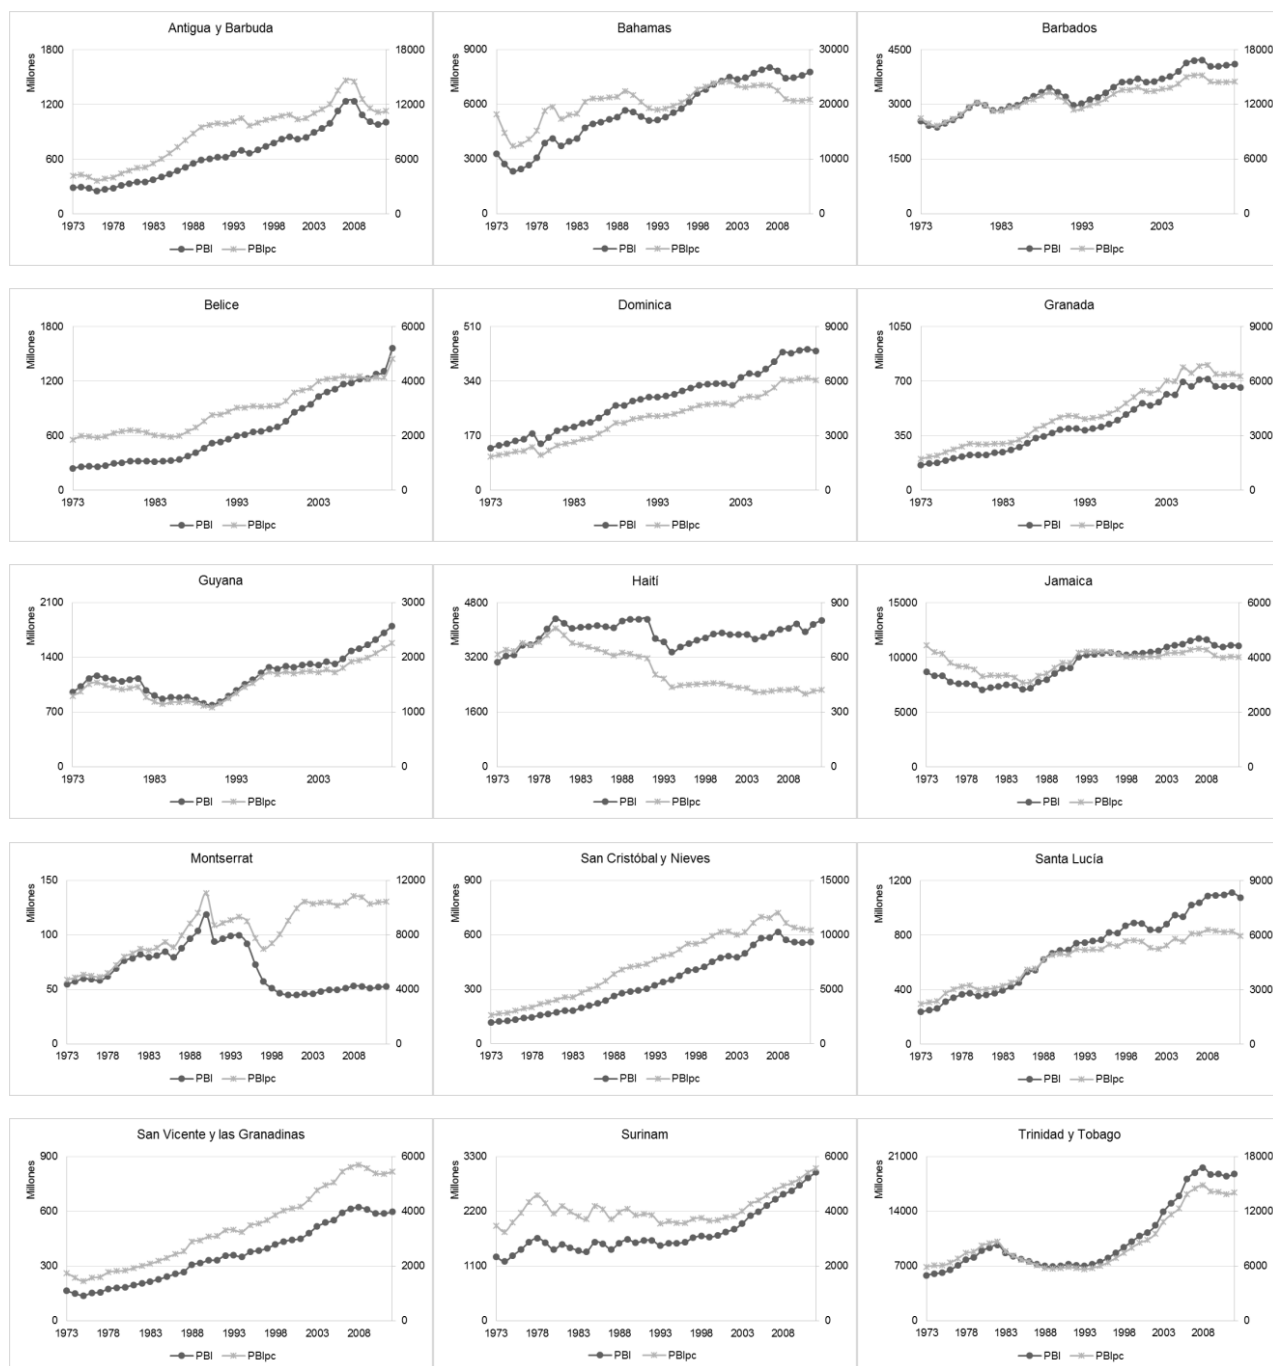 Antigua y Barbuda
Millones
1800 18000
1200 12000
600 6000
0 0
1973 1978 1983 1988 1993 1998 2003 2008
PBI PBIpc
Bahamas
Millones
9000 30000
6000 20000
3000 10000
0 0
1973 1978 1983 1988 1993 1998 2003 2008
PBI PBIpc
Barbados
Millones
4500 18000
3000 12000
1500 6000
0 0
1973 1983 1993 2003
PBI PBIpc
Belice
Millones
1800 6000
1200 4000
600 2000
0 0
1973 1983 1993 2003
PBI PBIpc
Dominica
Millones
510 9000
340 6000
170 3000
0 0
1973 1983 1993 2003
PBI PBIpc
Granada
Millones
1050 9000
700 6000
350 3000
0 0
1973 1983 1993 2003
PBI PBIpc
Guyana
Millones
2100 3000
1400 2000
700 1000
0 0
1973 1983 1993 2003
PBI PBIpc
Haití
Millones
4800 900
3200 600
1600 300
0 0
1973 1978 1983 1988 1993 1998 2003 2008
PBI PBIpc
Jamaica
Millones
15000 6000
10000 4000
5000 2000
0 0
1973 1978 1983 1988 1993 1998 2003 2008
PBI PBIpc
Montserrat
Millones
150 12000
100 8000
50 4000
0 0
1973 1978 1983 1988 1993 1998 2003 2008
PBI PBIpc
San Cristóbal y Nieves
Millones
900 15000
600 10000
300 5000
0 0
1973 1978 1983 1988 1993 1998 2003 2008
PBI PBIpc
Santa Lucía
Millones
1200 9000
800 6000
400 3000
0 0
1973 1978 1983 1988 1993 1998 2003 2008
PBI PBIpc
San Vicente y las Granadinas
Millones
900 6000
600 4000
300 2000
0 0
1973 1978 1983 1988 1993 1998 2003 2008
PBI PBIpc
Surinam
Millones
3300 6000
2200 4000
1100 2000
0 0
1973 1978 1983 1988 1993 1998 2003 2008
PBI PBIpc
Trinidad y Tobago
Millones
21000 18000
14000 12000
7000 6000
0 0
1973 1978 1983 1988 1993 1998 2003 2008
PBI PBIpc